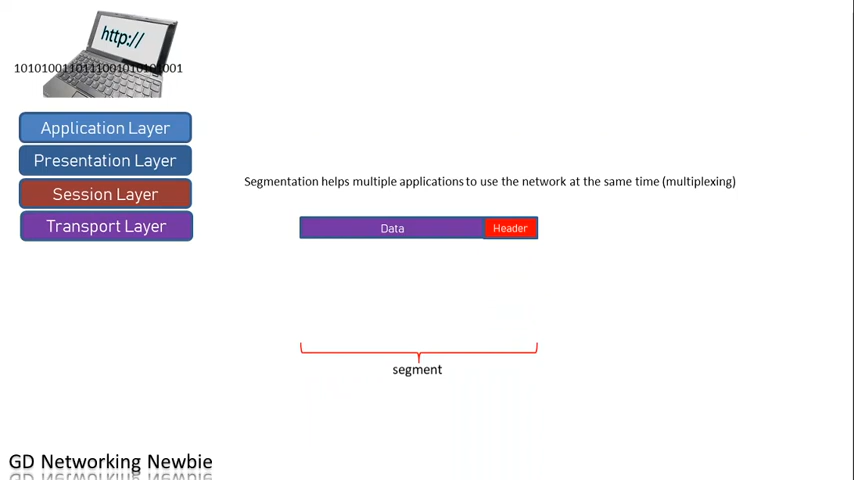 http://
Application Layer
Presentation Layer
Session Layer
Transport Layer
Segmentation helps multiple applications to use the network at the same time (multiplexing)
Data
Header
segment
GD Networking Newbie